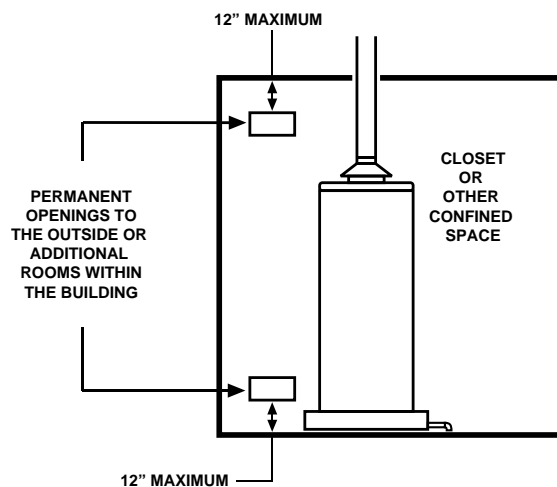 12” MAXIMUM
CLOSET
OR
OTHER
CONFINED
SPACE
PERMANENT
OPENINGS TO
THE OUTSIDE OR
ADDITIONAL
ROOMS WITHIN
THE BUILDING
12” MAXIMUM